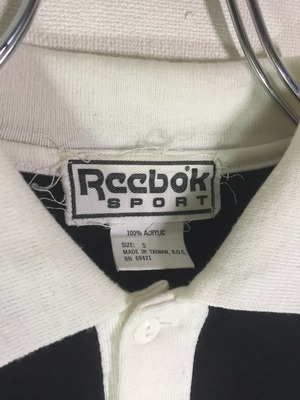 Reebok
SPORT
100% ACRYLIC
SIZE: S
MADE IN TAIWAN, R.O.C.
RN 69421